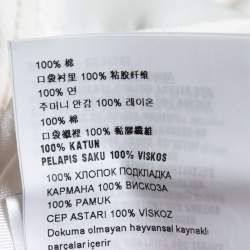 100% 棉
口袋衬里 100% 粘胶纤维
100% 면
주머니 안감 100% 레이온
100% 棉
口袋襯裡 100% 黏膠纖維
100% KATUN
PELAPIS SAKU 100% VISKOS
100% ХЛОПОК ПОДКЛАДКА
КАРМАНА 100% ВИСКОЗА
100% PAMUK
CEP ASTARI 100% VİSKOZ
Dokuma olmayan hayvansal kaynaklı
parçalar içerir